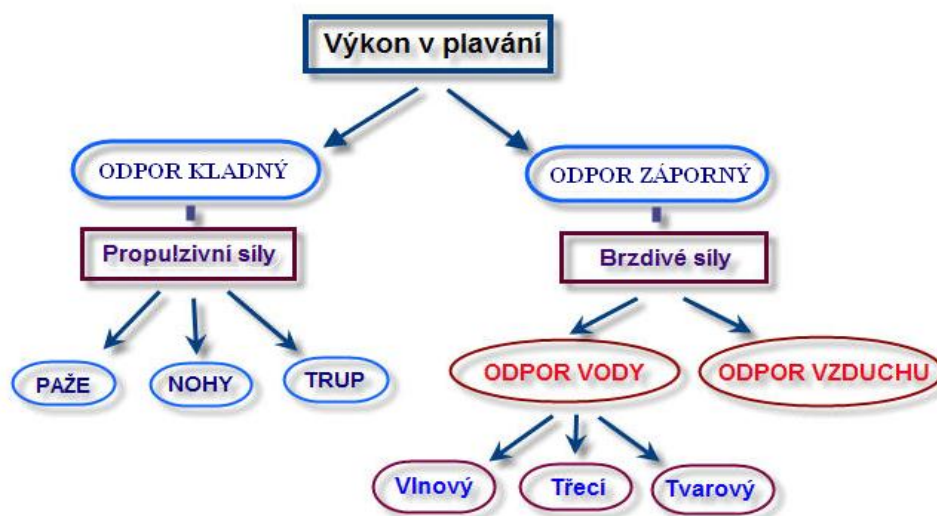 Výkon v plavání
ODPOR KLADNÝ
ODPOR ZÁPORNÝ
Propulzivní síly
Brzdivé síly
PAŽE
NOHY
TRUP
ODPOR VODY
ODPOR VZDUCHU
Vlnový
Třecí
Tvarový